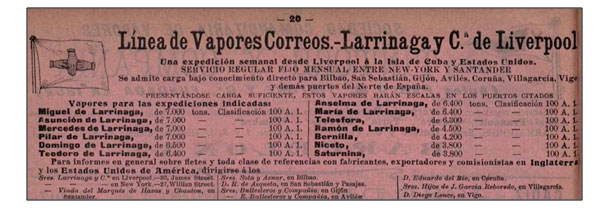 — 20 —
Línea de Vapores Correos.-Larrinaga y C.ª de Liverpool
Una expedición semanal desde Liverpool á la Isla de Cuba y Estados Unidos.
SERVICIO REGULAR FIJO MENSUAL ENTRE NEW-YORK Y SANTANDER
Se admite carga bajo conocimiento directo para Bilbao, San Sebastián, Gijón, Aviles, Coruña, Villagarcía, Vigo
y demás puertos del Norte de España.
PRESENTÁNDOSE CARGA SUFICIENTE, ÉSTOS VAPORES HARÁN ESCALAS EN LOS PUERTOS CITADOS
Vapores para las expediciones indicadas:
Miguel de Larrinaga, de 7.000 tons. Clasificación 100 A. 1.
Asunción de Larrinaga, de 7.000 — — 100 A. 1.
Mercedes de Larrinaga, de 7.000 — — 100 A. 1.
Pilar de Larrinaga, de 7.000 — — 100 A. 1.
Domingo de Larrinaga, de 6.500 — — 100 A. 1.
Teodoro de Larrinaga, de 6.400 — — 100 A. 1.
Anselma de Larrinaga, de 6.400 tons. Clasificación 100 A. 1.
María de Larrinaga, de 6.400 — — 100 A. 1.
Telesfora, de 6.200 — — 100 A. 1.
Ramón de Larrinaga, de 4.500 — — 100 A. 1.
Bernilla, de 4.200 — — 100 A. 1.
Niceto, de 3.800 — — 100 A. 1.
Saturnina, de 3.800 — — 100 A. 1.
Para informes en general sobre fletes y toda clase de referencias con fabricantes, exportadores y comisionistas en Inglaterra
y los Estados Unidos de América, dirigirse á los
Sres. Larrinaga y C.ª en Liverpool,—20, James Street.
— — en New-York.—27, William Street.
— Viuda del Marqués de Hazas y Chastón, en Santander.
Sres. Sota y Aznar, en Bilbao.
D. R. de Azqueta, en San Sebastián y Pasajes.
Sres. Ballesteros y Compañía, en Gijón.
— E. Ballesteros y Compañía, en Avilés
D. Eduardo del Río, en Coruña.
Sres. Hijos de J. García Reboredo, en Villagarcía.
D. Diego Lence, en Vigo.